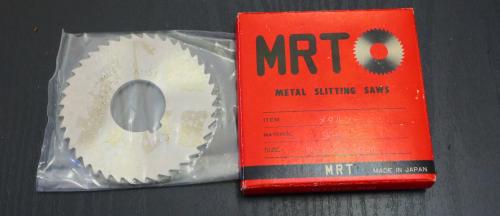 MRT
METAL SLITTING SAWS
ITEM
MATERIAL
SIZE
MRT MADE IN JAPAN